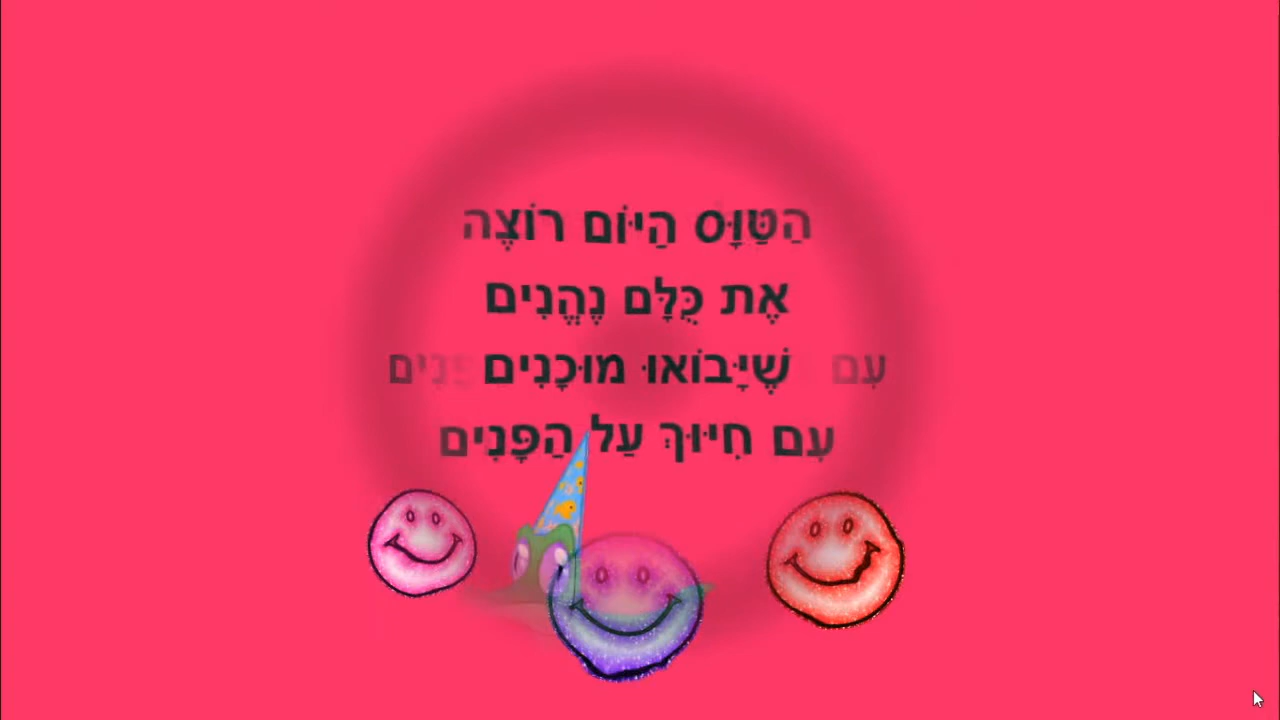 הַטַּוָּס הַיּוֹם רוֹצֶה
אֶת כֻּלָּם נֶהֱנִים
שֶׁיָּבוֹאוּ מוּכָנִים
עִם חִיּוּךְ עַל הַפָּנִים